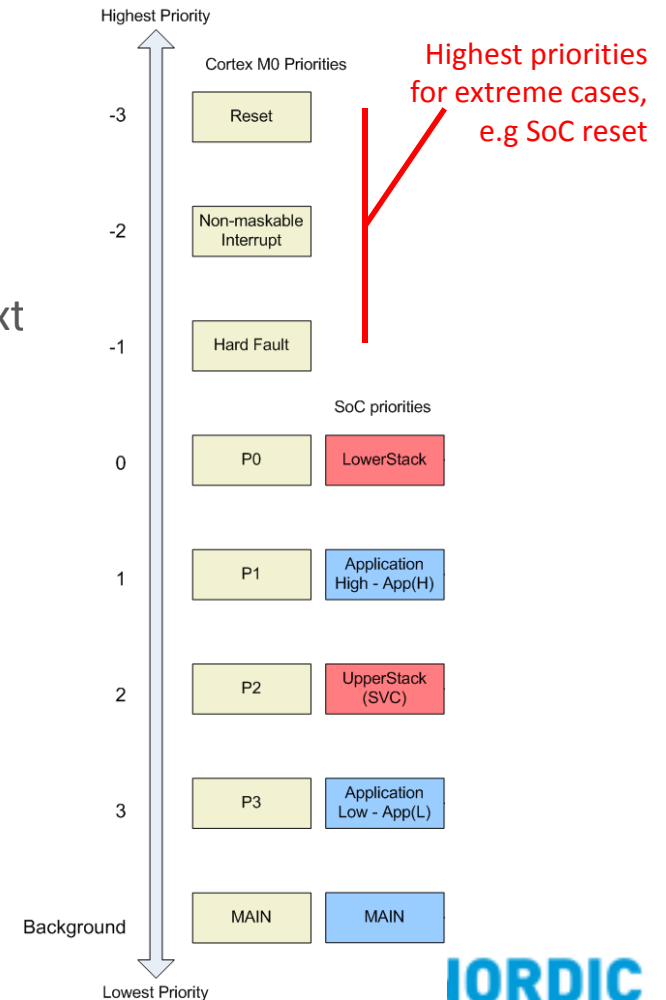 Highest Priority
Cortex M0 Priorities
Highest priorities
for extreme cases,
e.g SoC reset
-3
Reset
-2
Non-maskable
Interrupt
xt
-1
Hard Fault
SoC priorities
0
P0
LowerStack
1
P1
Application
High - App(H)
2
P2
UpperStack
(SVC)
3
P3
Application
Low - App(L)
Background
MAIN
MAIN
Lowest Priority
NORDIC